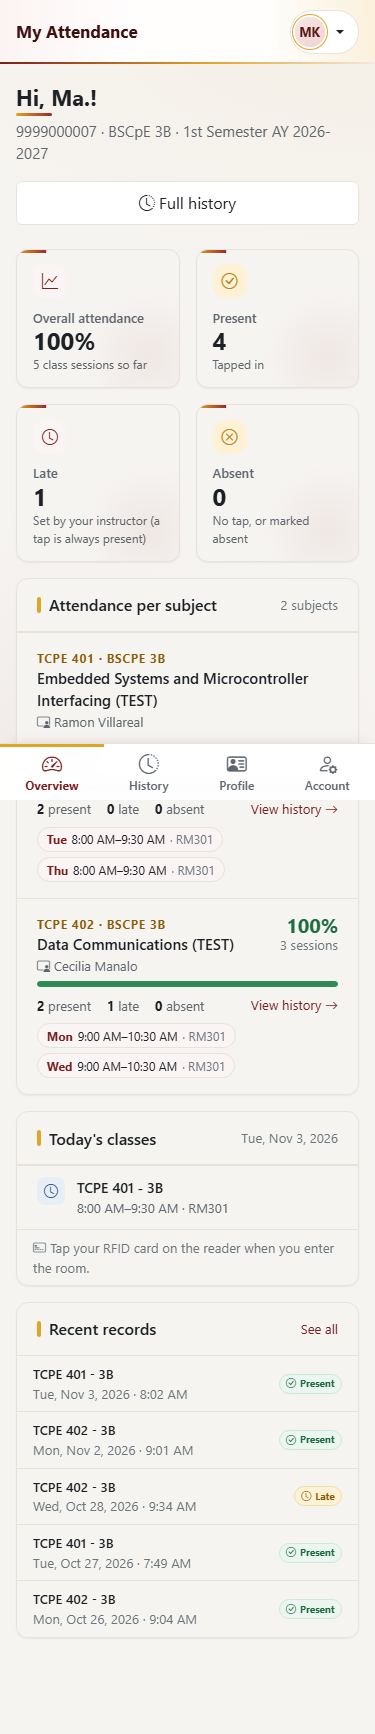 My Attendance
MK
Hi, Ma.!
9999000007 · BSCpE 3B · 1st Semester AY 2026-
2027
Full history
Overall attendance
100%
5 class sessions so far
Present
4
Tapped in
Late
1
Set by your instructor (a
tap is always present)
Absent
0
No tap, or marked
absent
Attendance per subject
2 subjects
TCPE 401 · BSCPE 3B
Embedded Systems and Microcontroller
Interfacing (TEST)
Ramon Villareal
Overview
History
Profile
Account
2 present 0 late 0 absent
View history →
Tue 8:00 AM–9:30 AM · RM301
Thu 8:00 AM–9:30 AM · RM301
TCPE 402 · BSCPE 3B
100%
Data Communications (TEST)
3 sessions
Cecilia Manalo
2 present 1 late 0 absent
View history →
Mon 9:00 AM–10:30 AM · RM301
Wed 9:00 AM–10:30 AM · RM301
Today's classes
Tue, Nov 3, 2026
TCPE 401 - 3B
8:00 AM–9:30 AM · RM301
Tap your RFID card on the reader when you enter
the room.
Recent records
See all
TCPE 401 - 3B
Tue, Nov 3, 2026 · 8:02 AM
Present
TCPE 402 - 3B
Mon, Nov 2, 2026 · 9:01 AM
Present
TCPE 402 - 3B
Wed, Oct 28, 2026 · 9:34 AM
Late
TCPE 401 - 3B
Tue, Oct 27, 2026 · 7:49 AM
Present
TCPE 402 - 3B
Mon, Oct 26, 2026 · 9:04 AM
Present